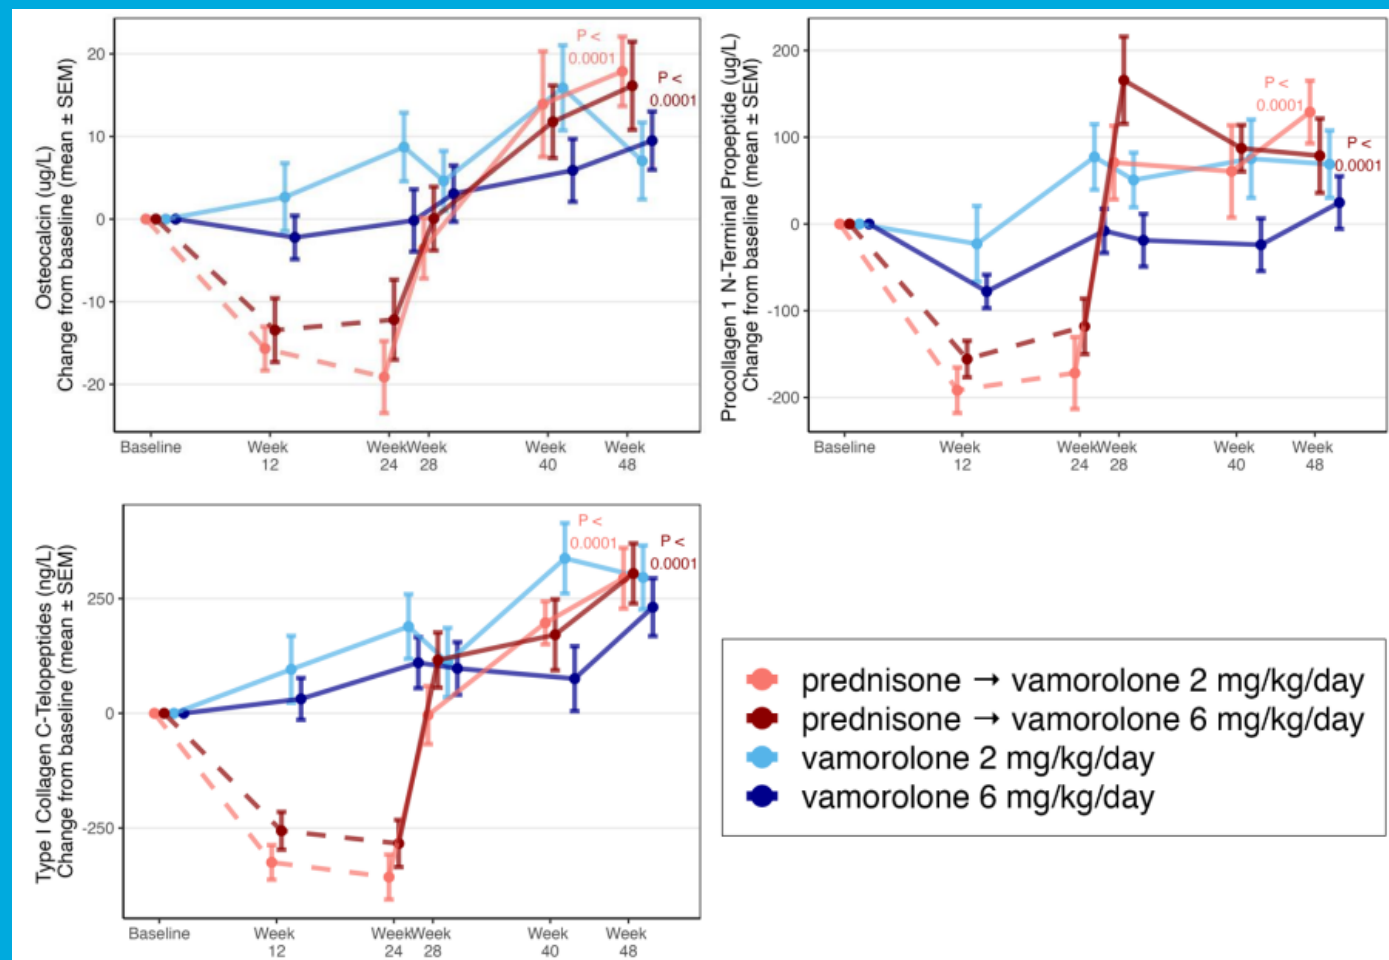 Osteocalcin (ug/L)
Change from baseline (mean ± SEM)
20
10
0
-10
-20
P <
0.0001
P <
0.0001
Baseline
Week
12
Week
24
Week
28
Week
40
Week
48
Procollagen 1 N-Terminal Propeptide (ug/L)
Change from baseline (mean ± SEM)
200
100
0
-100
-200
P <
0.0001
P <
0.0001
Baseline
Week
12
Week
24
Week
28
Week
40
Week
48
Type I Collagen C-Telopeptides (ng/L)
Change from baseline (mean ± SEM)
250
0
-250
P <
0.0001
P <
0.0001
Baseline
Week
12
Week
24
Week
28
Week
40
Week
48
prednisone → vamorolone 2 mg/kg/day
prednisone → vamorolone 6 mg/kg/day
vamorolone 2 mg/kg/day
vamorolone 6 mg/kg/day